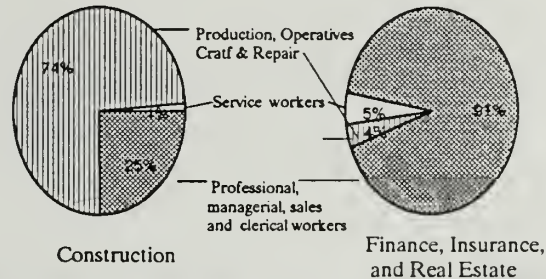 74%
1%
25%
Production, Operatives
Cratf & Repair
Service workers
Professional,
managerial, sales
and clerical workers
91%
5%
4%
Construction
Finance, Insurance,
and Real Estate